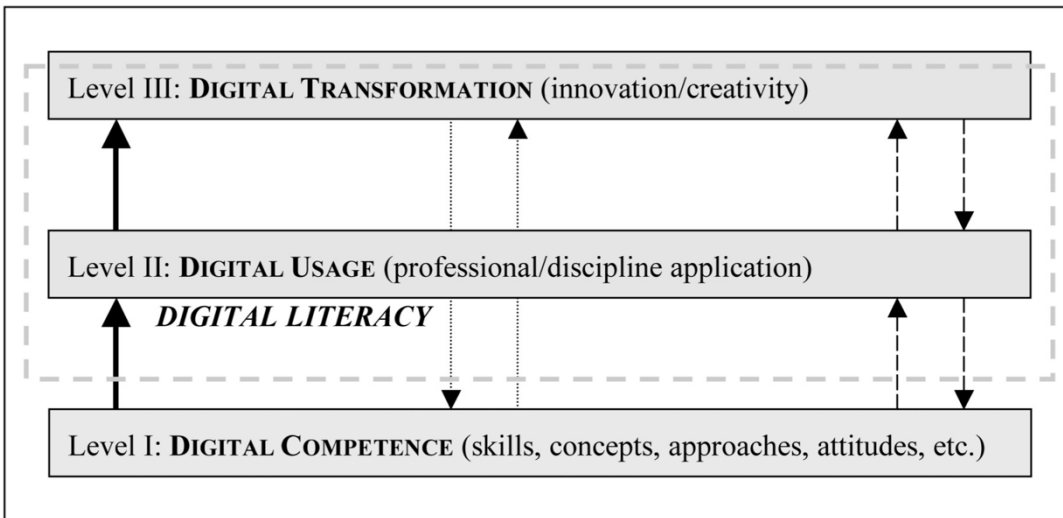 Level III: DIGITAL TRANSFORMATION (innovation/creativity)
Level II: DIGITAL USAGE (professional/discipline application)
DIGITAL LITERACY
Level I: DIGITAL COMPETENCE (skills, concepts, approaches, attitudes, etc.)